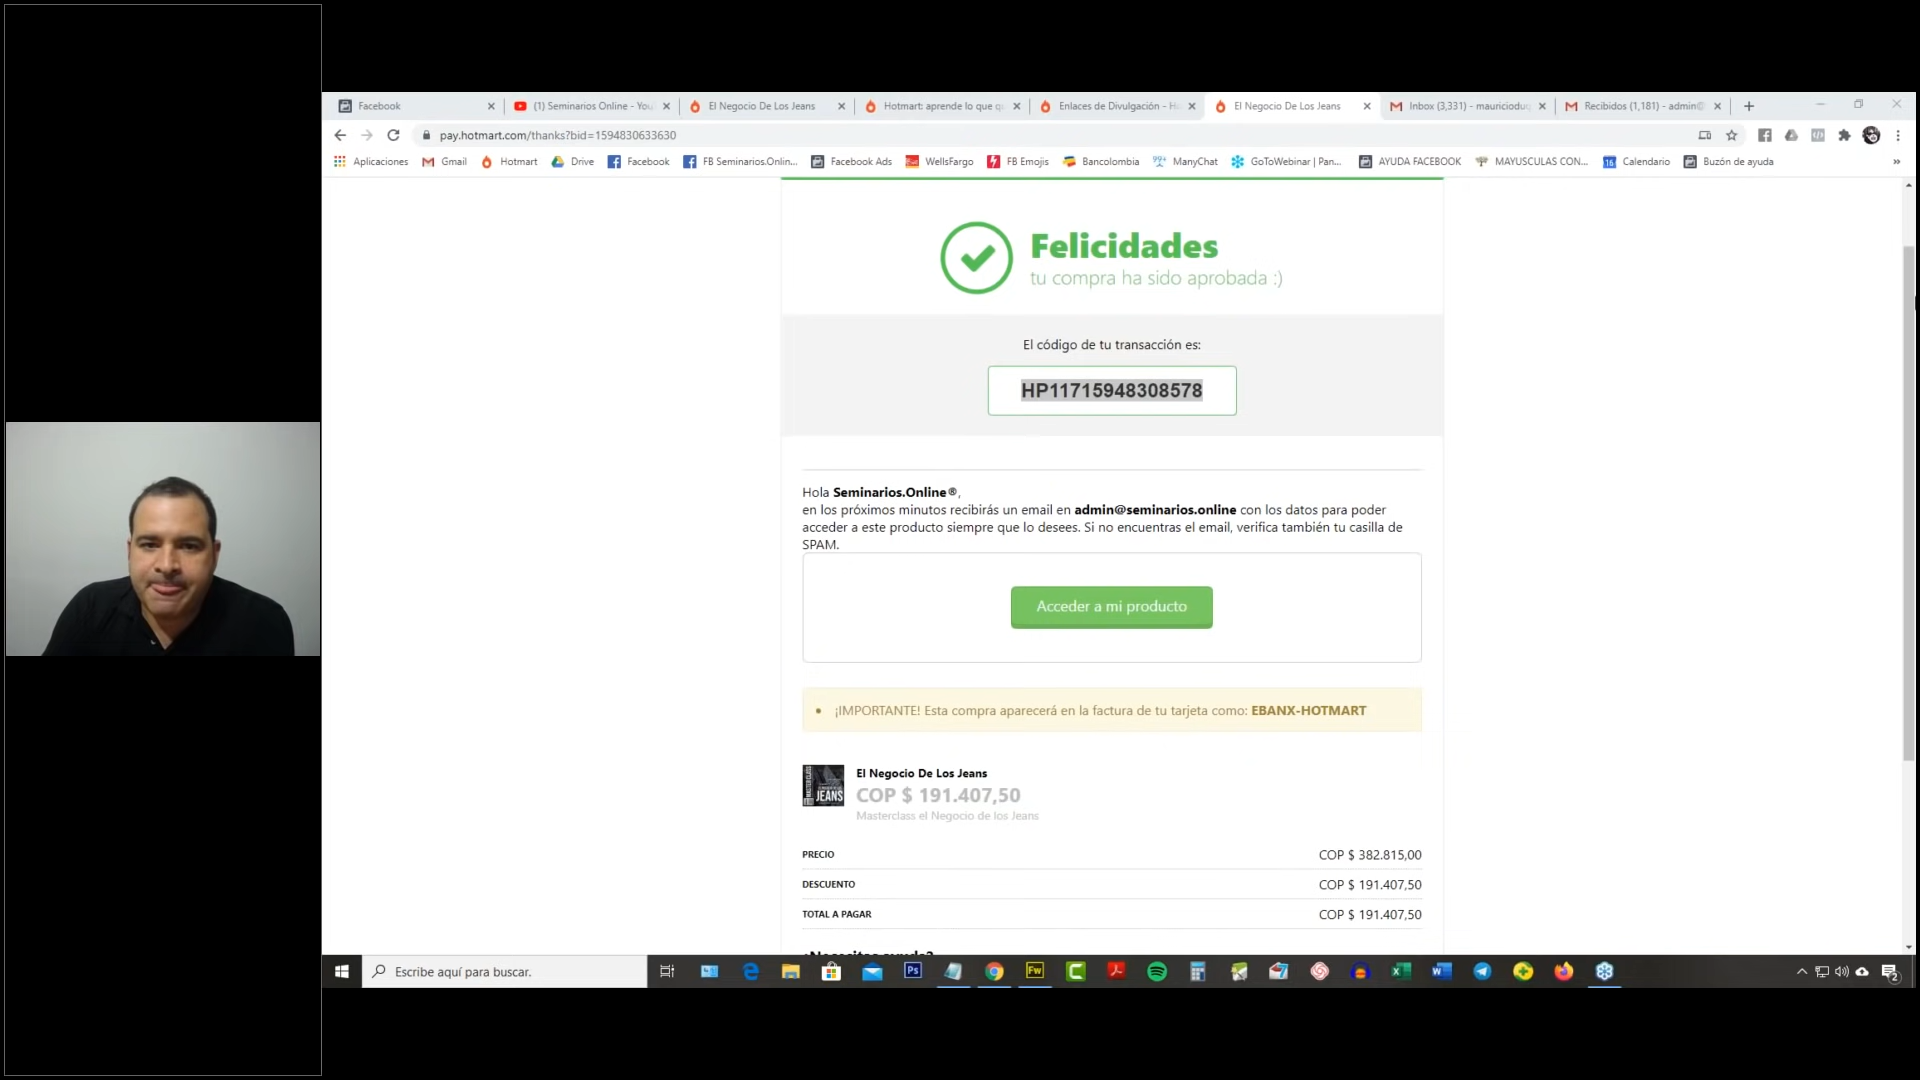 Facebook
(1) Seminarios Online - You
El Negocio De Los Jeans
Hotmart: aprende lo que q
Enlaces de Divulgación - H
El Negocio De Los Jeans
Inbox (3,331) - mauriciodu
Recibidos (1,181) - admin@
pay.hotmart.com/thanks?bid=1594830633630
Aplicaciones
Gmail
Hotmart
Drive
Facebook
FB Seminarios.Onlin...
Facebook Ads
WellsFargo
FB Emojis
Bancolombia
ManyChat
GoToWebinar | Pan...
AYUDA FACEBOOK
MAYUSCULAS CON...
Calendario
Buzón de ayuda
»
Felicidades
tu compra ha sido aprobada :)
El código de tu transacción es:
HP11715948308578
Hola Seminarios.Online®,
en los próximos minutos recibirás un email en admin@seminarios.online con los datos para poder
acceder a este producto siempre que lo desees. Si no encuentras el email, verifica también tu casilla de
SPAM.
Acceder a mi producto
• ¡IMPORTANTE! Esta compra aparecerá en la factura de tu tarjeta como: EBANX-HOTMART
JEANS
El Negocio De Los Jeans
COP $ 191.407,50
Masterclass el Negocio de los Jeans
PRECIO COP $ 382.815,00
DESCUENTO COP $ 191.407,50
TOTAL A PAGAR COP $ 191.407,50
¿Necesitas ayuda?
Escribe aquí para buscar.
Ps
Fw
2